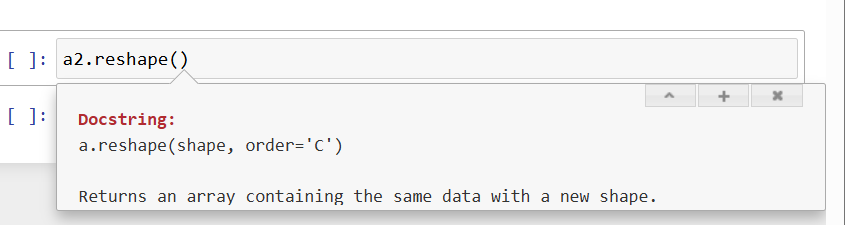 [ ]: a2.reshape()
[ ]:
Docstring:
a.reshape(shape, order='C')
Returns an array containing the same data with a new shape.